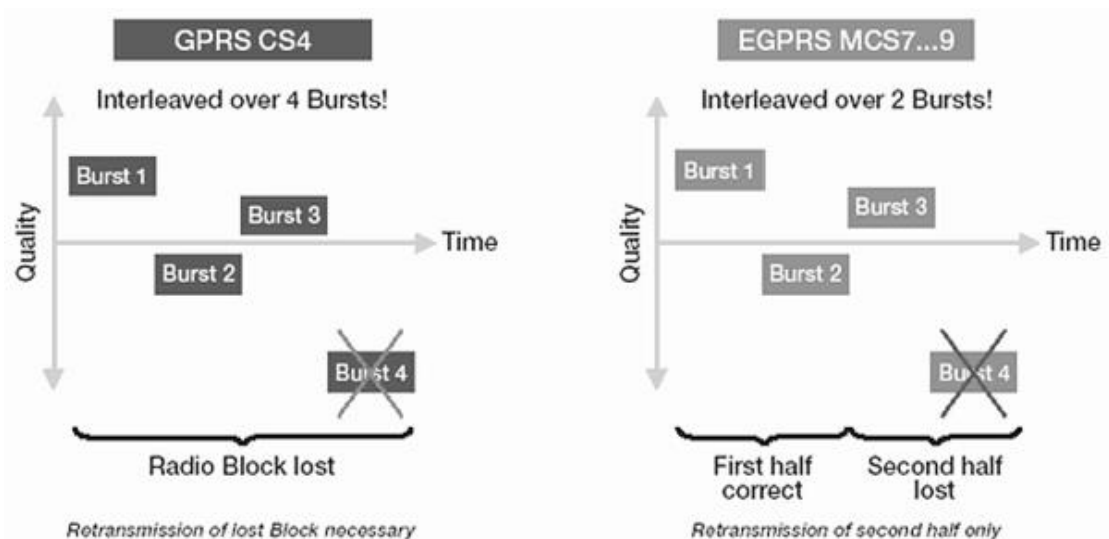 GPRS CS4
Interleaved over 4 Bursts!
Quality
Burst 1
Burst 3
Time
Burst 2
Burst 4
Radio Block lost
Retransmission of lost Block necessary
EGPRS MCS7...9
Interleaved over 2 Bursts!
Quality
Burst 1
Burst 3
Time
Burst 2
Burst 4
First half
correct
Second half
lost
Retransmission of second half only